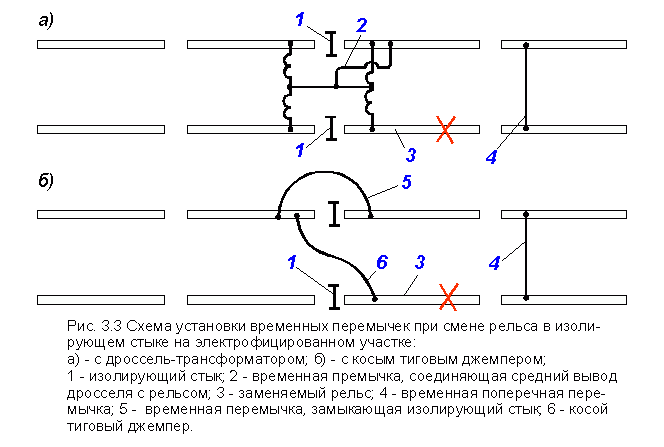 а)
1
2
1
3
4
б)
5
1
6
3
4
Рис. 3.3 Схема установки временных перемычек при смене рельса в изоли-
рующем стыке на электрофицированном участке:
а) - с дроссель-трансформатором; б) - с косым тиговым джемпером;
1 - изолирующий стык; 2 - временная премычка, соединяющая средний вывод
дросселя с рельсом; 3 - заменяемый рельс; 4 - временная поперечная пере-
мычка; 5 - временная перемычка, замыкающая изолирующий стык; 6 - косой
тиговый джемпер.